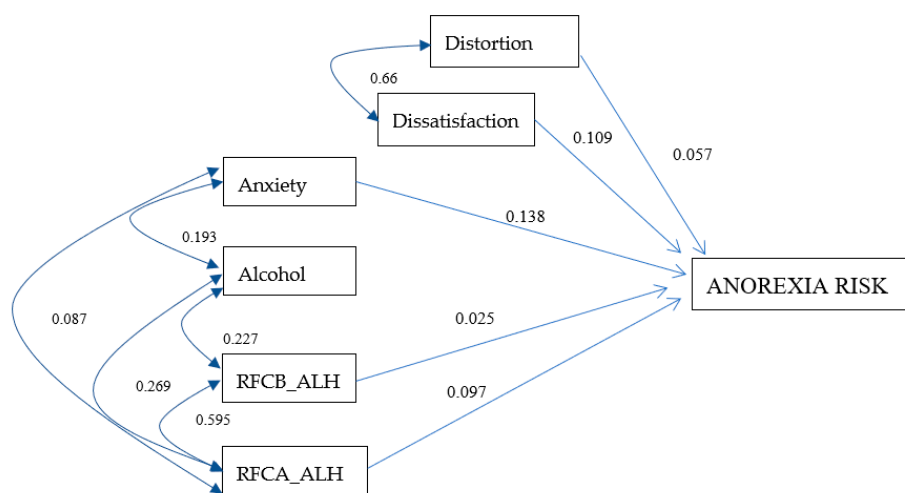 Distortion
0.66
Dissatisfaction
0.109
0.057
Anxiety
0.138
0.193
Alcohol
ANOREXIA RISK
0.087
0.025
0.227
RFCB_ALH
0.269
0.097
0.595
RFCA_ALH